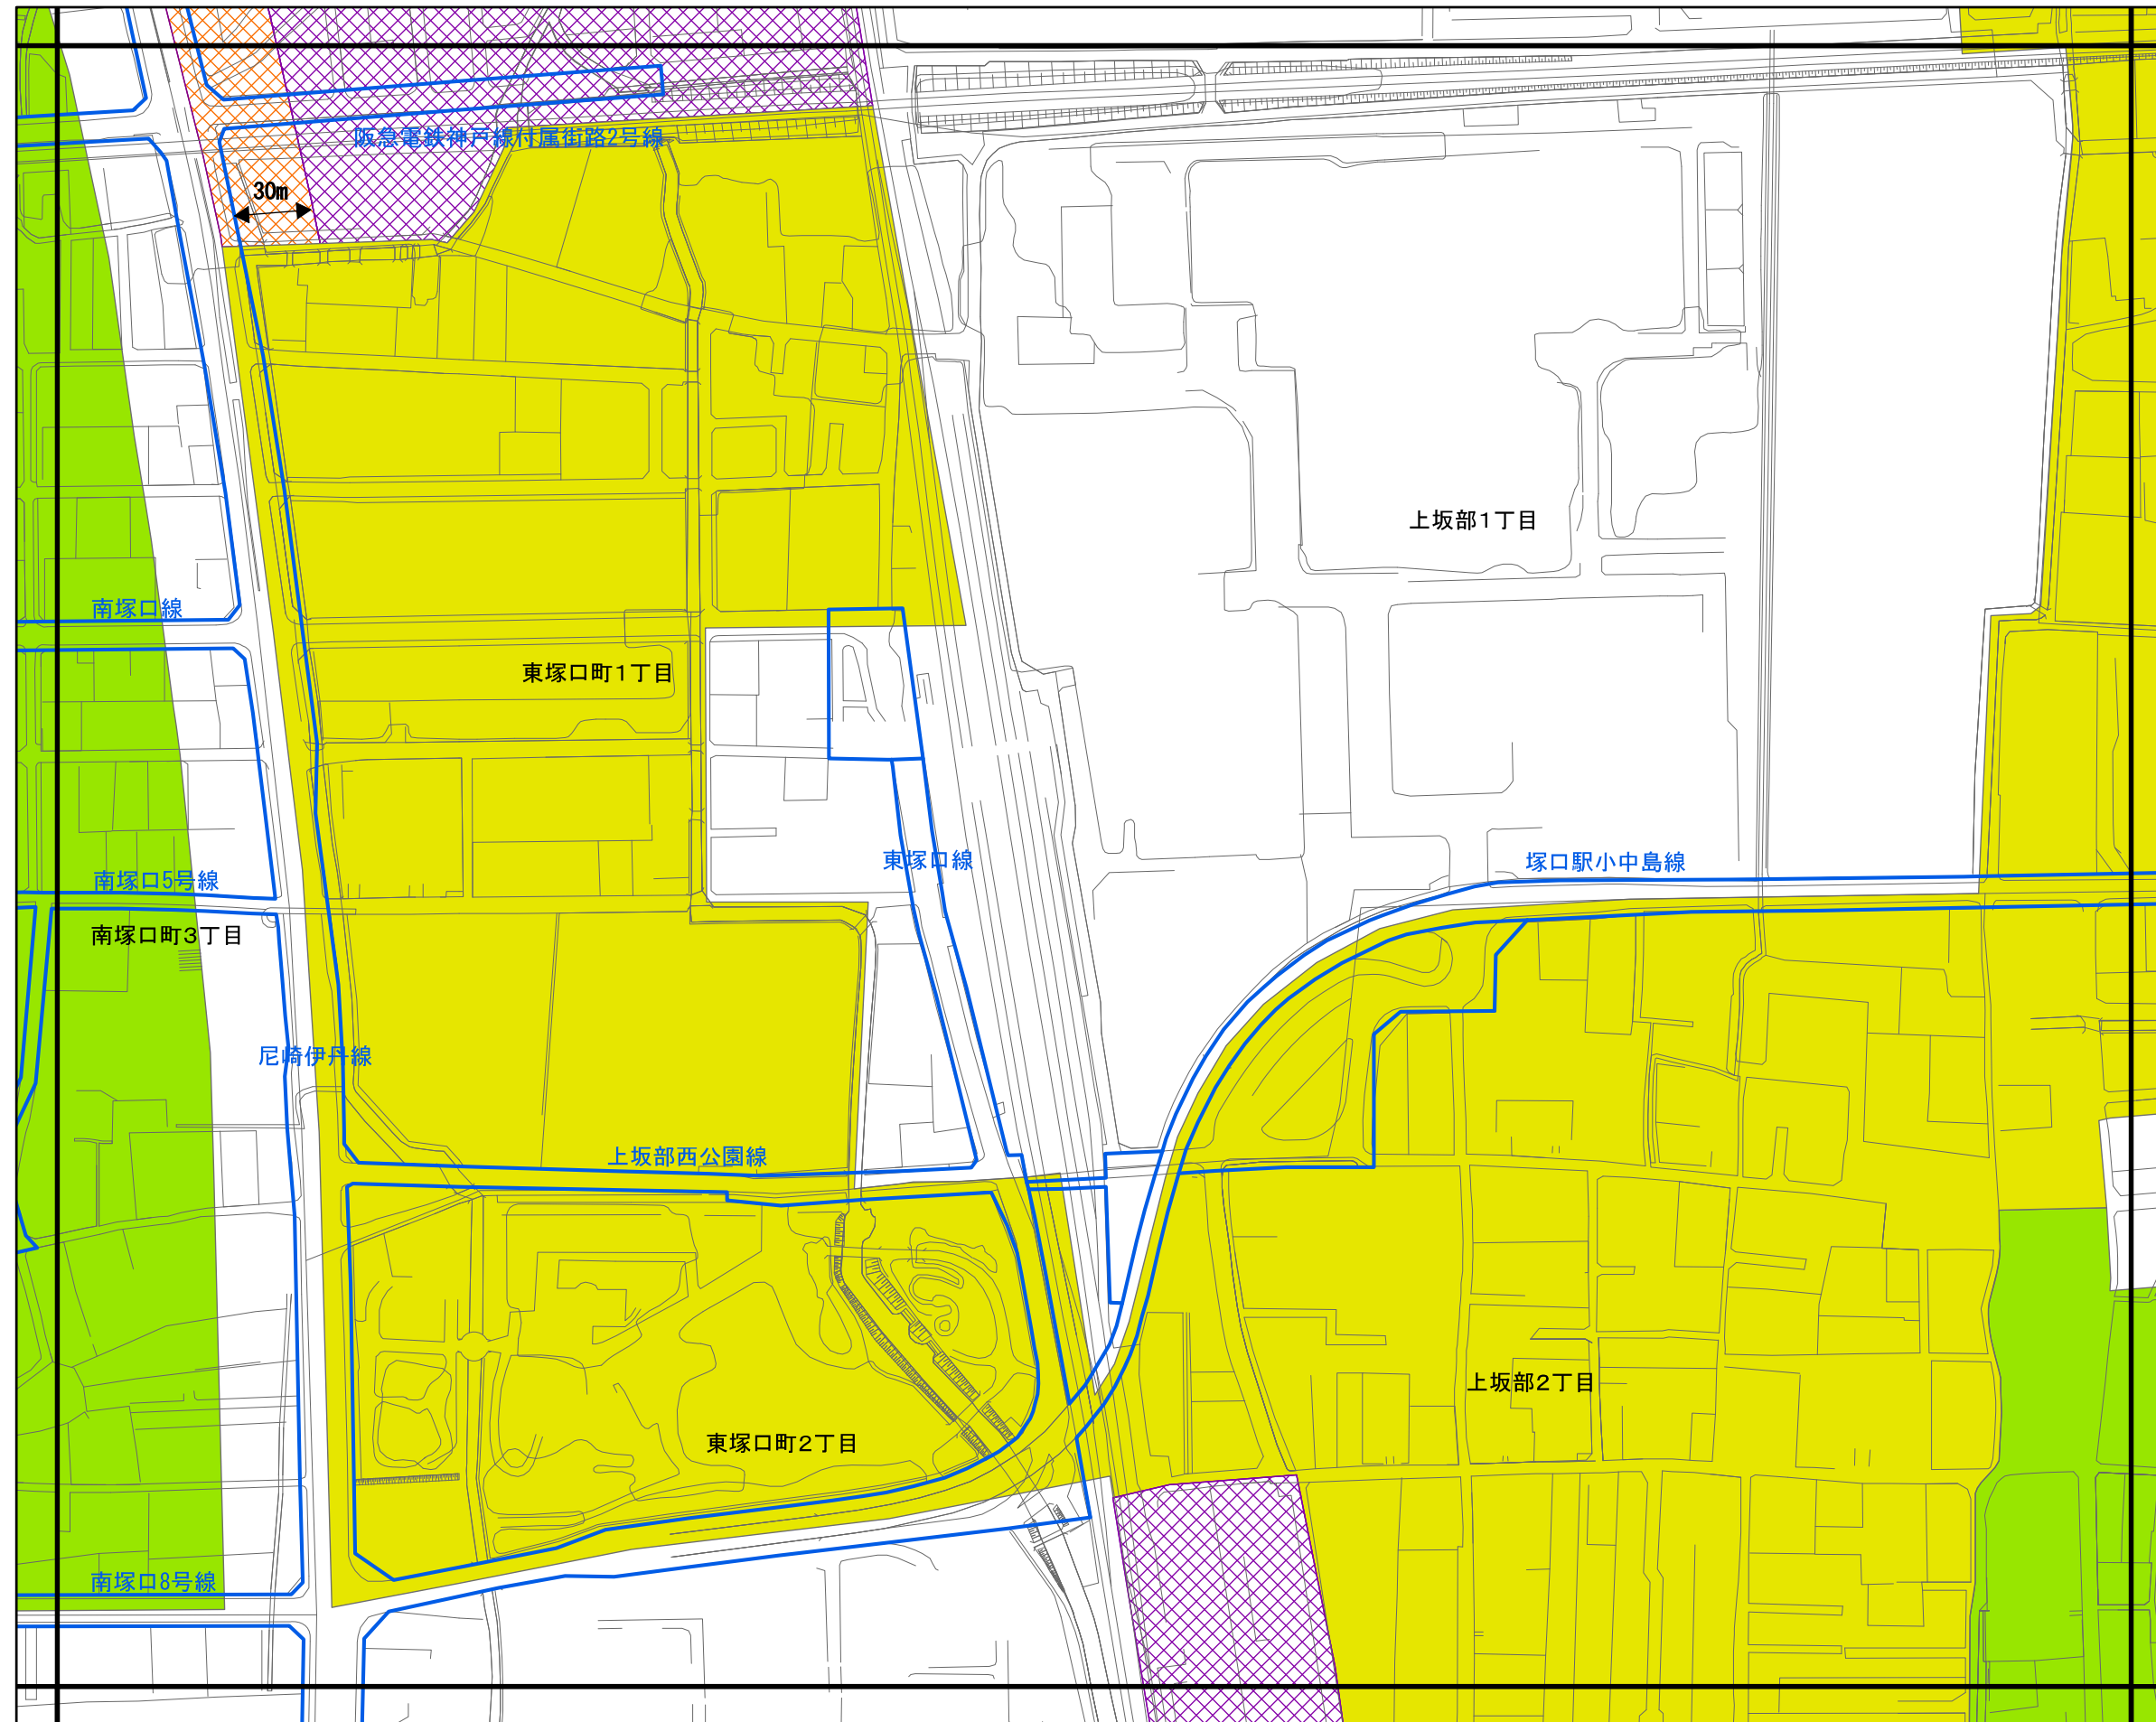 阪急電鉄神戸線付属街路2号線
30m
上坂部1丁目
南塚口線
東塚口町1丁目
東塚口線
塚口駅小中島線
南塚口5号線
南塚口町3丁目
尼崎伊丹線
上坂部西公園線
上坂部2丁目
東塚口町2丁目
南塚口8号線